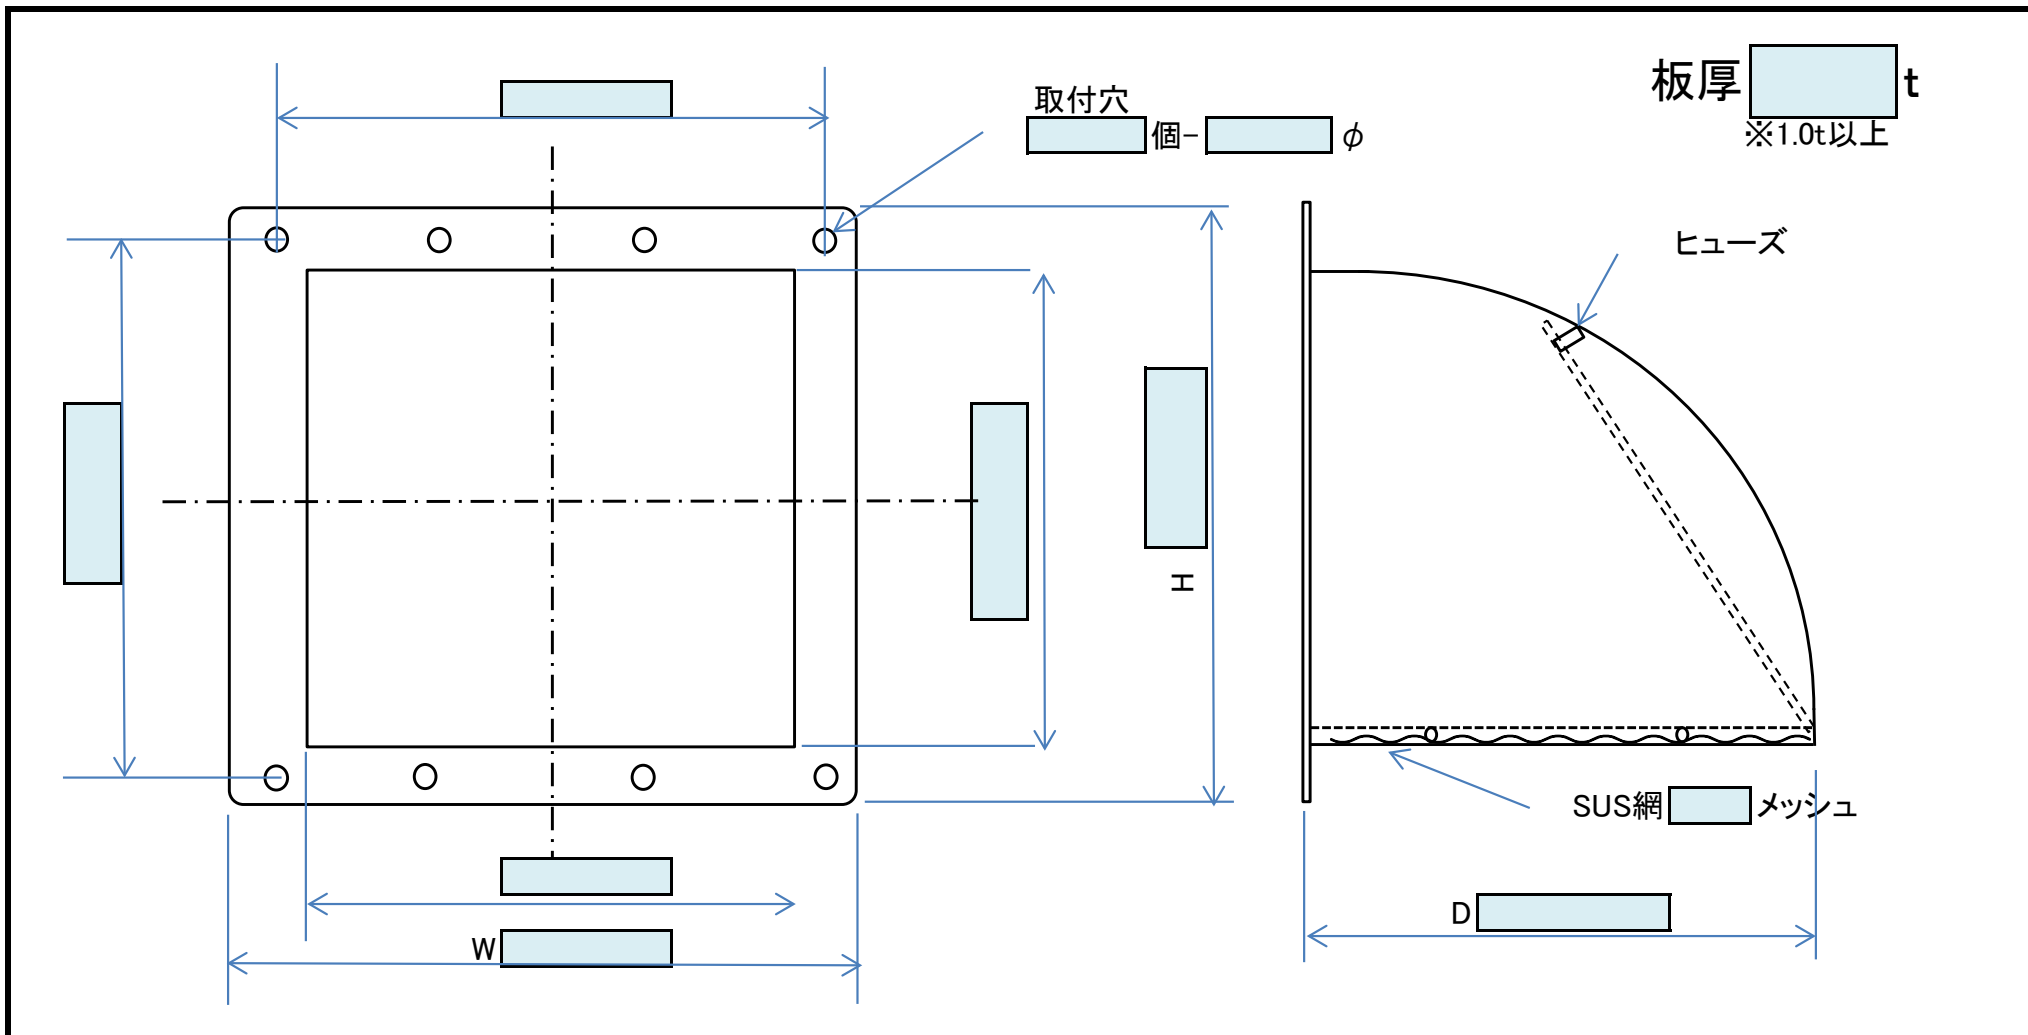 板厚 t
※1.0t以上
取付穴
個- φ
ヒューズ
H
SUS網 メッシュ
D
W